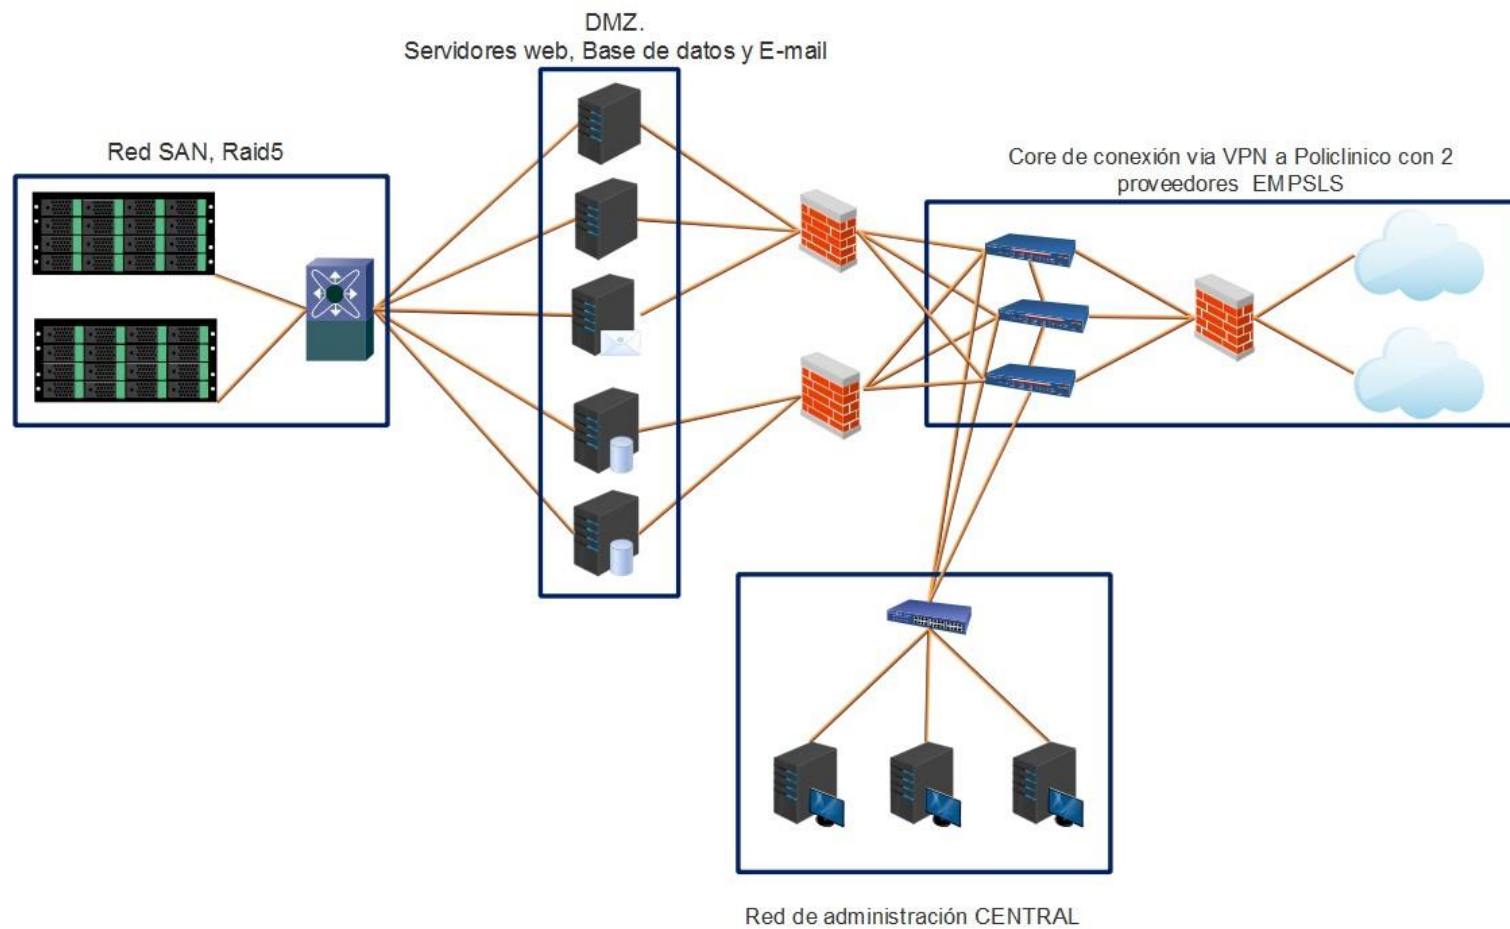 DMZ.
Servidores web, Base de datos y E-mail
Red SAN, Raid5
Core de conexión via VPN a Policlinico con 2
proveedores EMPSLS
Red de administración CENTRAL